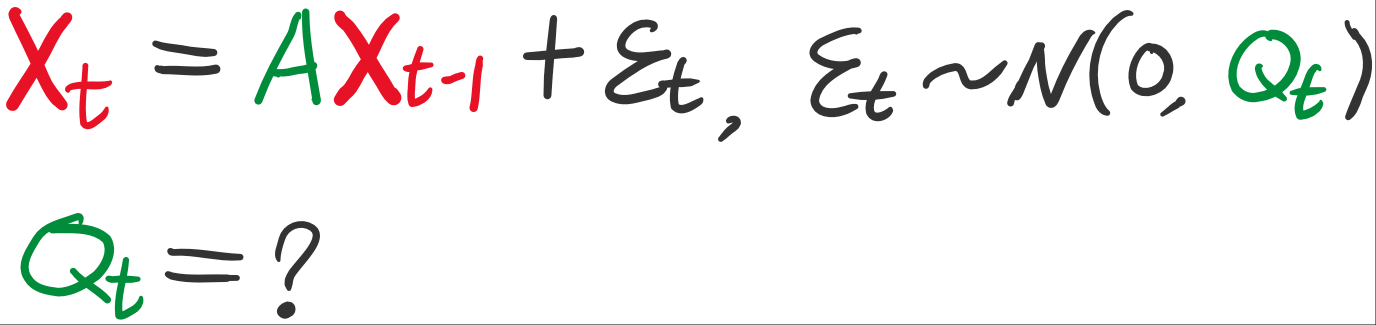 Xt = AXt-1 + εt, εt ~ N(0, Qt)
Qt = ?